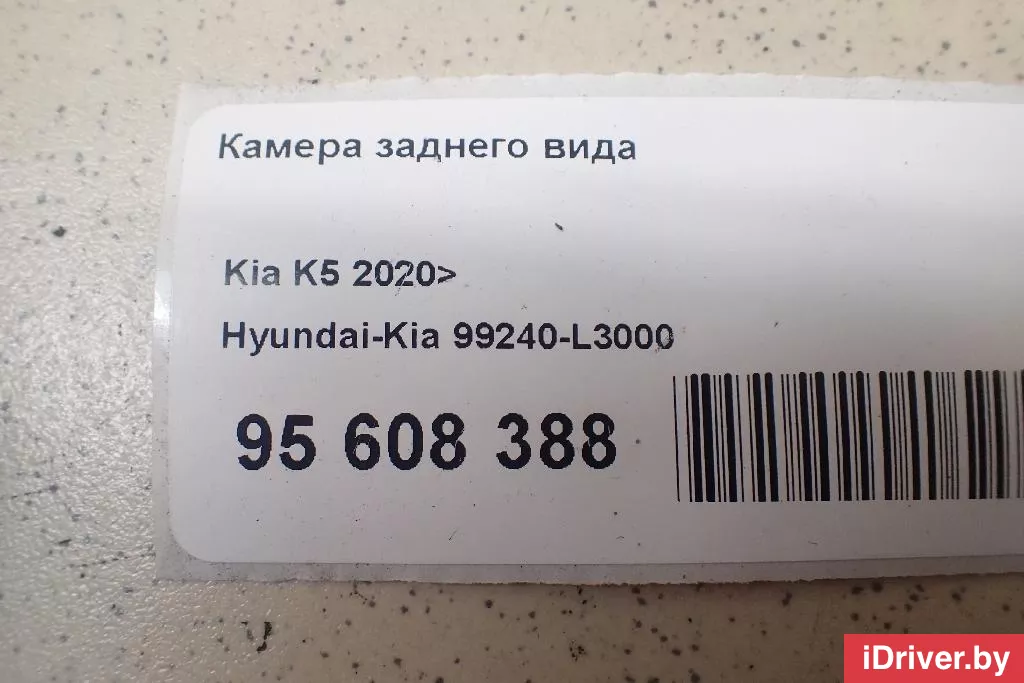 Камера заднего вида
Kia K5 2020>
Hyundai-Kia 99240-L3000
95 608 388
iDriver.by